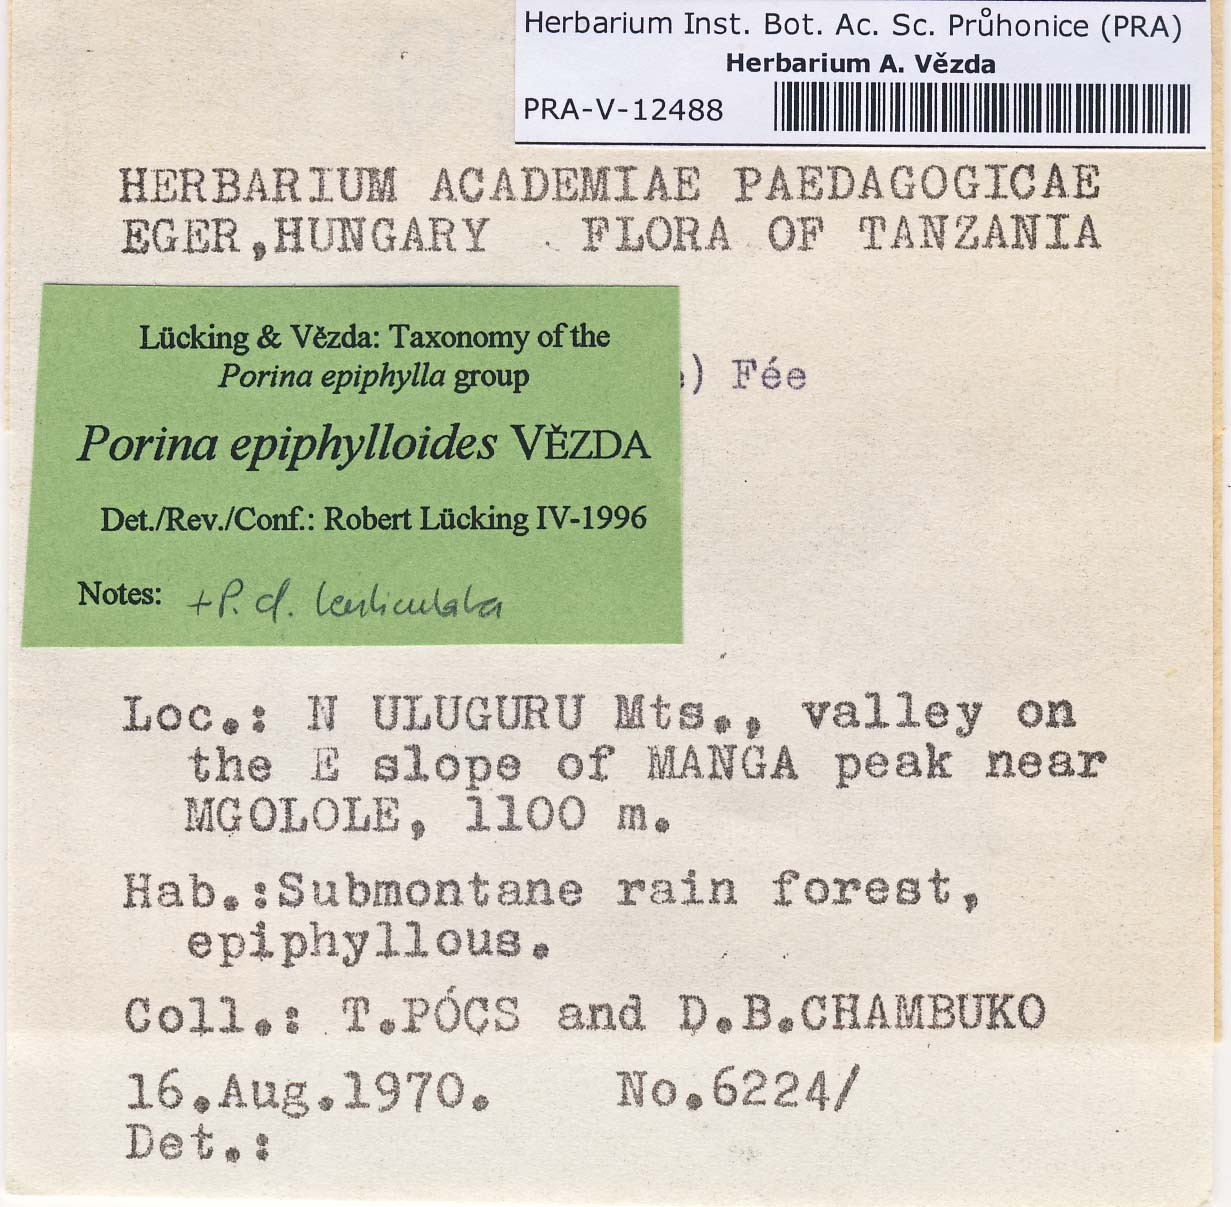 Herbarium Inst. Bot. Ac. Sc. Průhonice (PRA)
Herbarium A. Vězda
PRA-V-12488
HERBARIUM ACADEMIAE PAEDAGOGICAE
EGER,HUNGARY FLORA OF TANZANIA
) Fée
Lücking & Vězda: Taxonomy of the
Porina epiphylla group
Porina epiphylloides VĚZDA
Det./Rev./Conf.: Robert Lücking IV-1996
Notes: +P. cf. lenticulata
Loc.: N ULUGURU Mts., valley on
the E slope of MANGA peak near
MGOLOLE, 1100 m.
Hab.:Submontane rain forest,
epiphyllous.
Coll.: T.PÓCS and D.B.CHAMBUKO
16.Aug.1970. No.6224/
Det.: